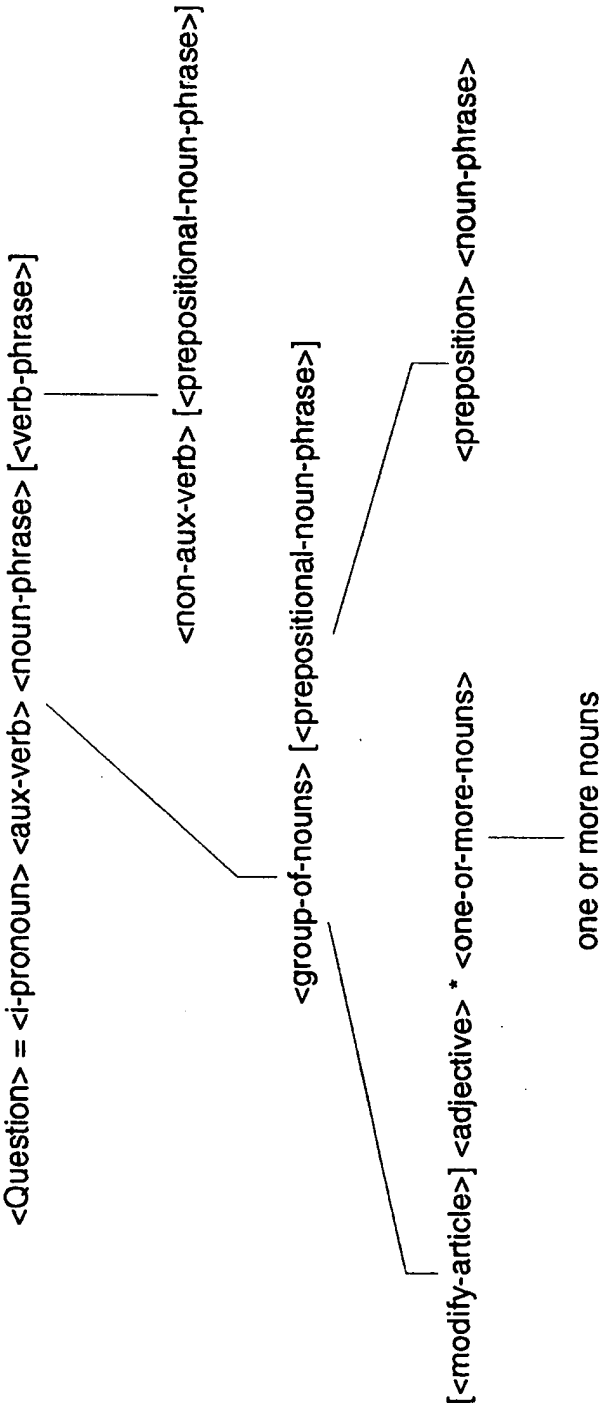 <Question> = <i-pronoun> <aux-verb> <noun-phrase> [<verb-phrase>]
<non-aux-verb> [<prepositional-noun-phrase>]
<group-of-nouns> [<prepositional-noun-phrase>]
[<modify-article>] <adjective> * <one-or-more-nouns>
<preposition> <noun-phrase>
one or more nouns